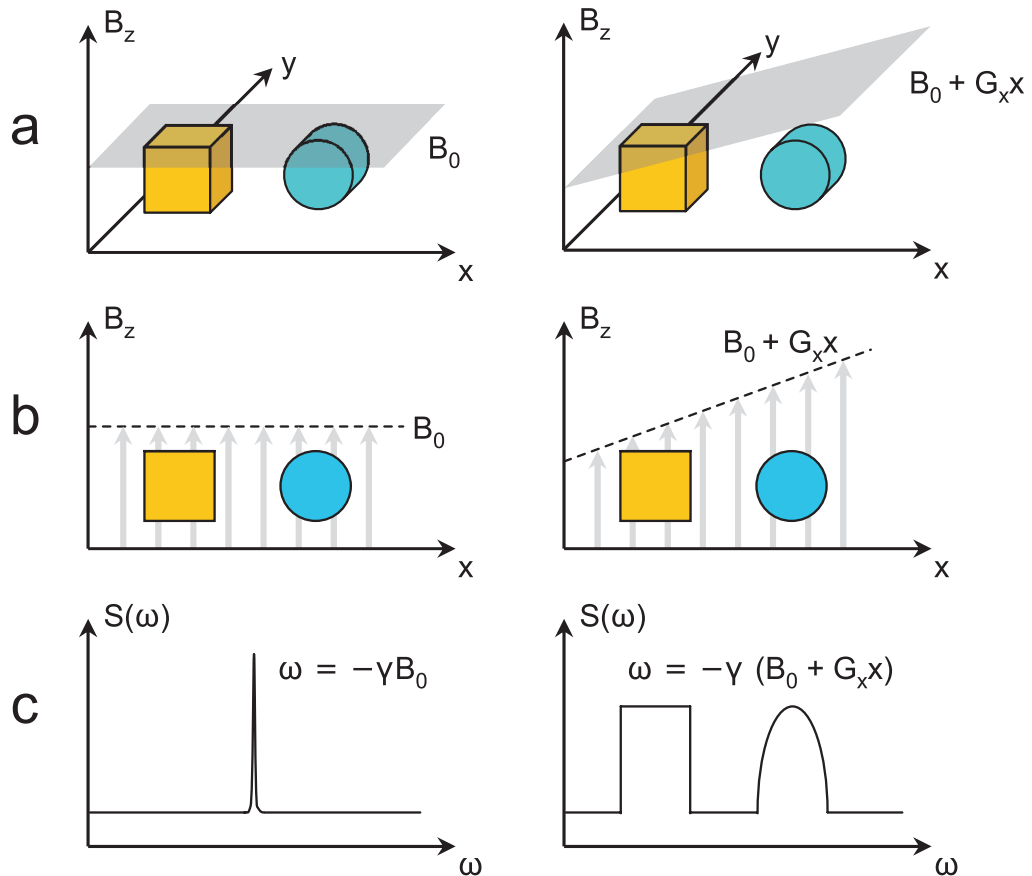 a
B_z
y
B_0
x
B_z
y
B_0 + G_xx
x
b
B_z
B_0
x
B_z
B_0 + G_xx
x
c
S(ω)
ω = −γB_0
ω
S(ω)
ω = −γ (B_0 + G_xx)
ω